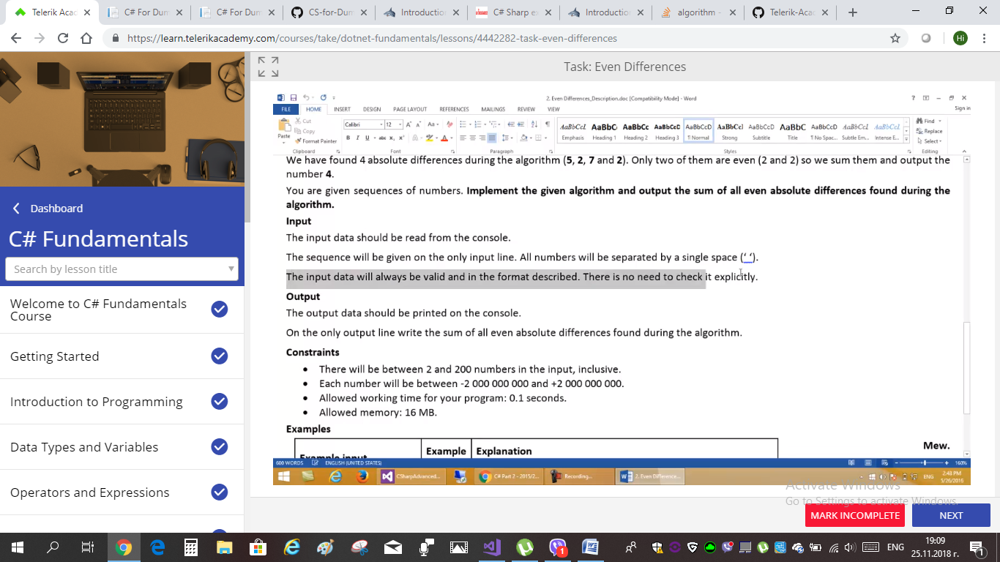 Telerik Ac
C# For Dum
C# For Dum
CS-for-Dum
Introduction
C# Sharp ex
Introduction
algorithm -
Telerik-Aca
https://learn.telerikacademy.com/courses/take/dotnet-fundamentals/lessons/4442282-task-even-differences
Hi
Task: Even Differences
2. Even Differences_Description.doc [Compatibility Mode] - Word
Sign in
FILE HOME INSERT DESIGN PAGE LAYOUT REFERENCES MAILINGS REVIEW VIEW
Cut
Copy
Format Painter
Paste
Calibri 12
AaBbCcI AaBbC AaBbCc AaBbCcD AaBbCcD AaBbCcI AaBbCcD AaBbC AaBbCcD AaBbCcI AaBbCcI
Emphasis Heading 1 Heading 2 Heading 3 ¶ Normal Strong Subtitle Title ¶ No Spac... Subtle Em... Intense E...
Find
Replace
Select
Clipboard Font Paragraph Styles Editing
We have found 4 absolute differences during the algorithm (5, 2, 7 and 2). Only two of them are even (2 and 2) so we sum them and output the
number 4.
You are given sequences of numbers. Implement the given algorithm and output the sum of all even absolute differences found during the
algorithm.
Input
The input data should be read from the console.
The sequence will be given on the only input line. All numbers will be separated by a single space (‘ ‘).
The input data will always be valid and in the format described. There is no need to check it explicitly.
Output
The output data should be printed on the console.
On the only output line write the sum of all even absolute differences found during the algorithm.
Constraints
• There will be between 2 and 200 numbers in the input, inclusive.
• Each number will be between -2 000 000 000 and +2 000 000 000.
• Allowed working time for your program: 0.1 seconds.
• Allowed memory: 16 MB.
Examples
Example input Example Explanation
Mew.
600 WORDS ENGLISH (UNITED STATES) 160%
CSharpAdvanced... C# Part 2 - 2015/2... Recording... 2. Even Difference... ENG 2:48 PM
5/26/2016
Dashboard
C# Fundamentals
Search by lesson title
Welcome to C# Fundamentals
Course
Getting Started
Introduction to Programming
Data Types and Variables
Operators and Expressions
Activate Windows
Go to Settings to activate Windows.
MARK INCOMPLETE
NEXT
1
ENG
19:09
25.11.2018 г.
1